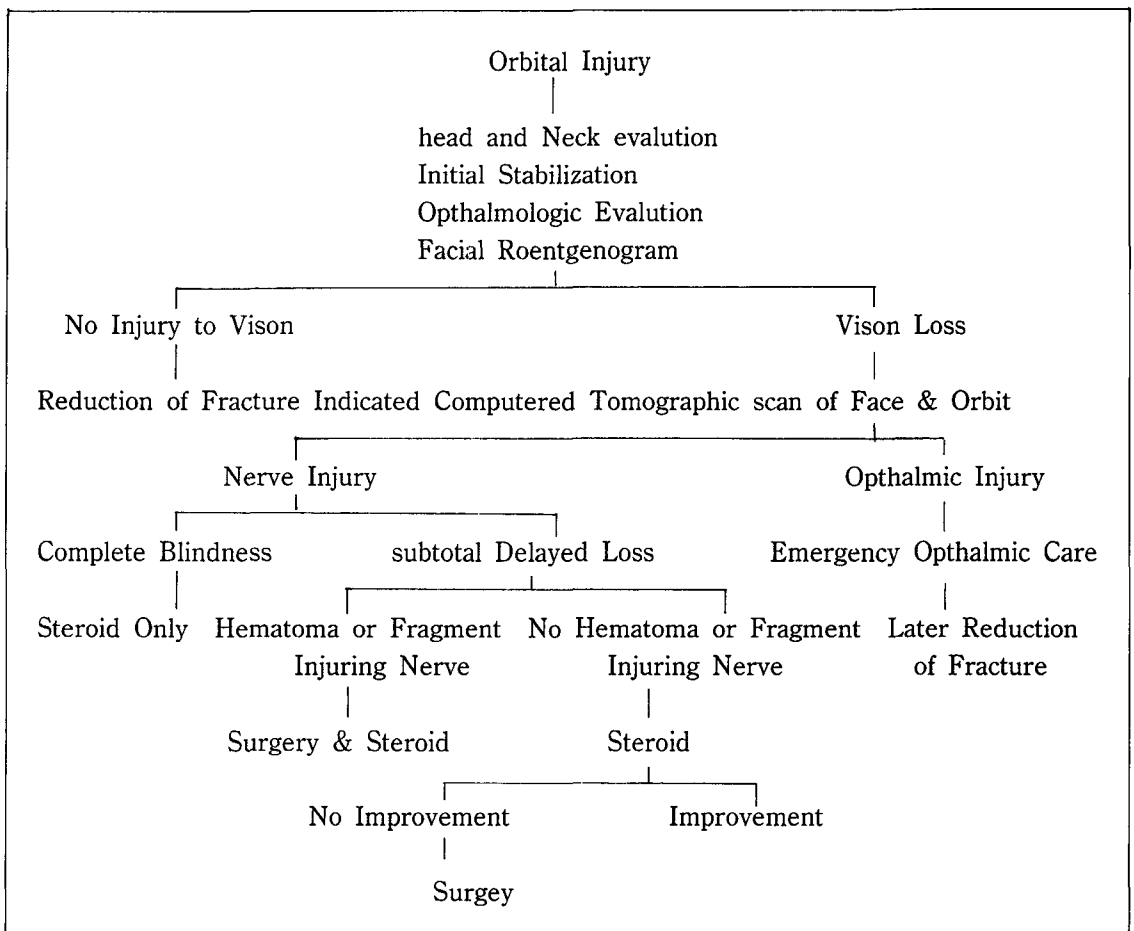 Orbital Injury
head and Neck evalution
Initial Stabilization
Opthalmologic Evalution
Facial Roentgenogram
No Injury to Vison Vison Loss
Reduction of Fracture Indicated Computered Tomographic scan of Face & Orbit
Nerve Injury Opthalmic Injury
Complete Blindness subtotal Delayed Loss Emergency Opthalmic Care
Steroid Only Hematoma or Fragment No Hematoma or Fragment Later Reduction
Injuring Nerve Injuring Nerve of Fracture
Surgery & Steroid Steroid
No Improvement Improvement
Surgey